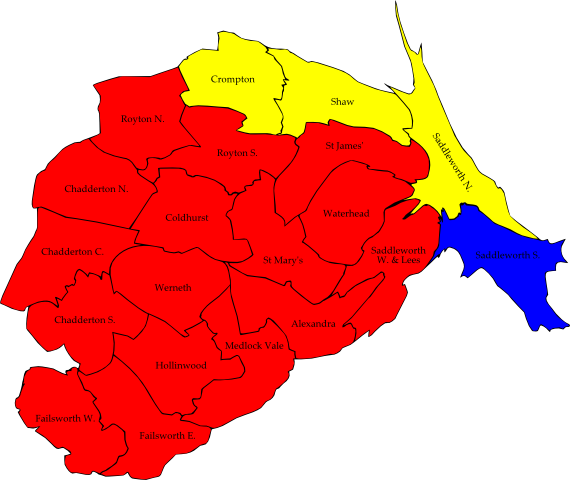 Crompton
Shaw
Royton N.
Royton S.
St James'
Saddleworth N.
Chadderton N.
Coldhurst
Waterhead
Chadderton C.
St Mary's
Saddleworth
W. & Lees
Saddleworth S.
Werneth
Chadderton S.
Alexandra
Medlock Vale
Hollinwood
Failsworth W.
Failsworth E.